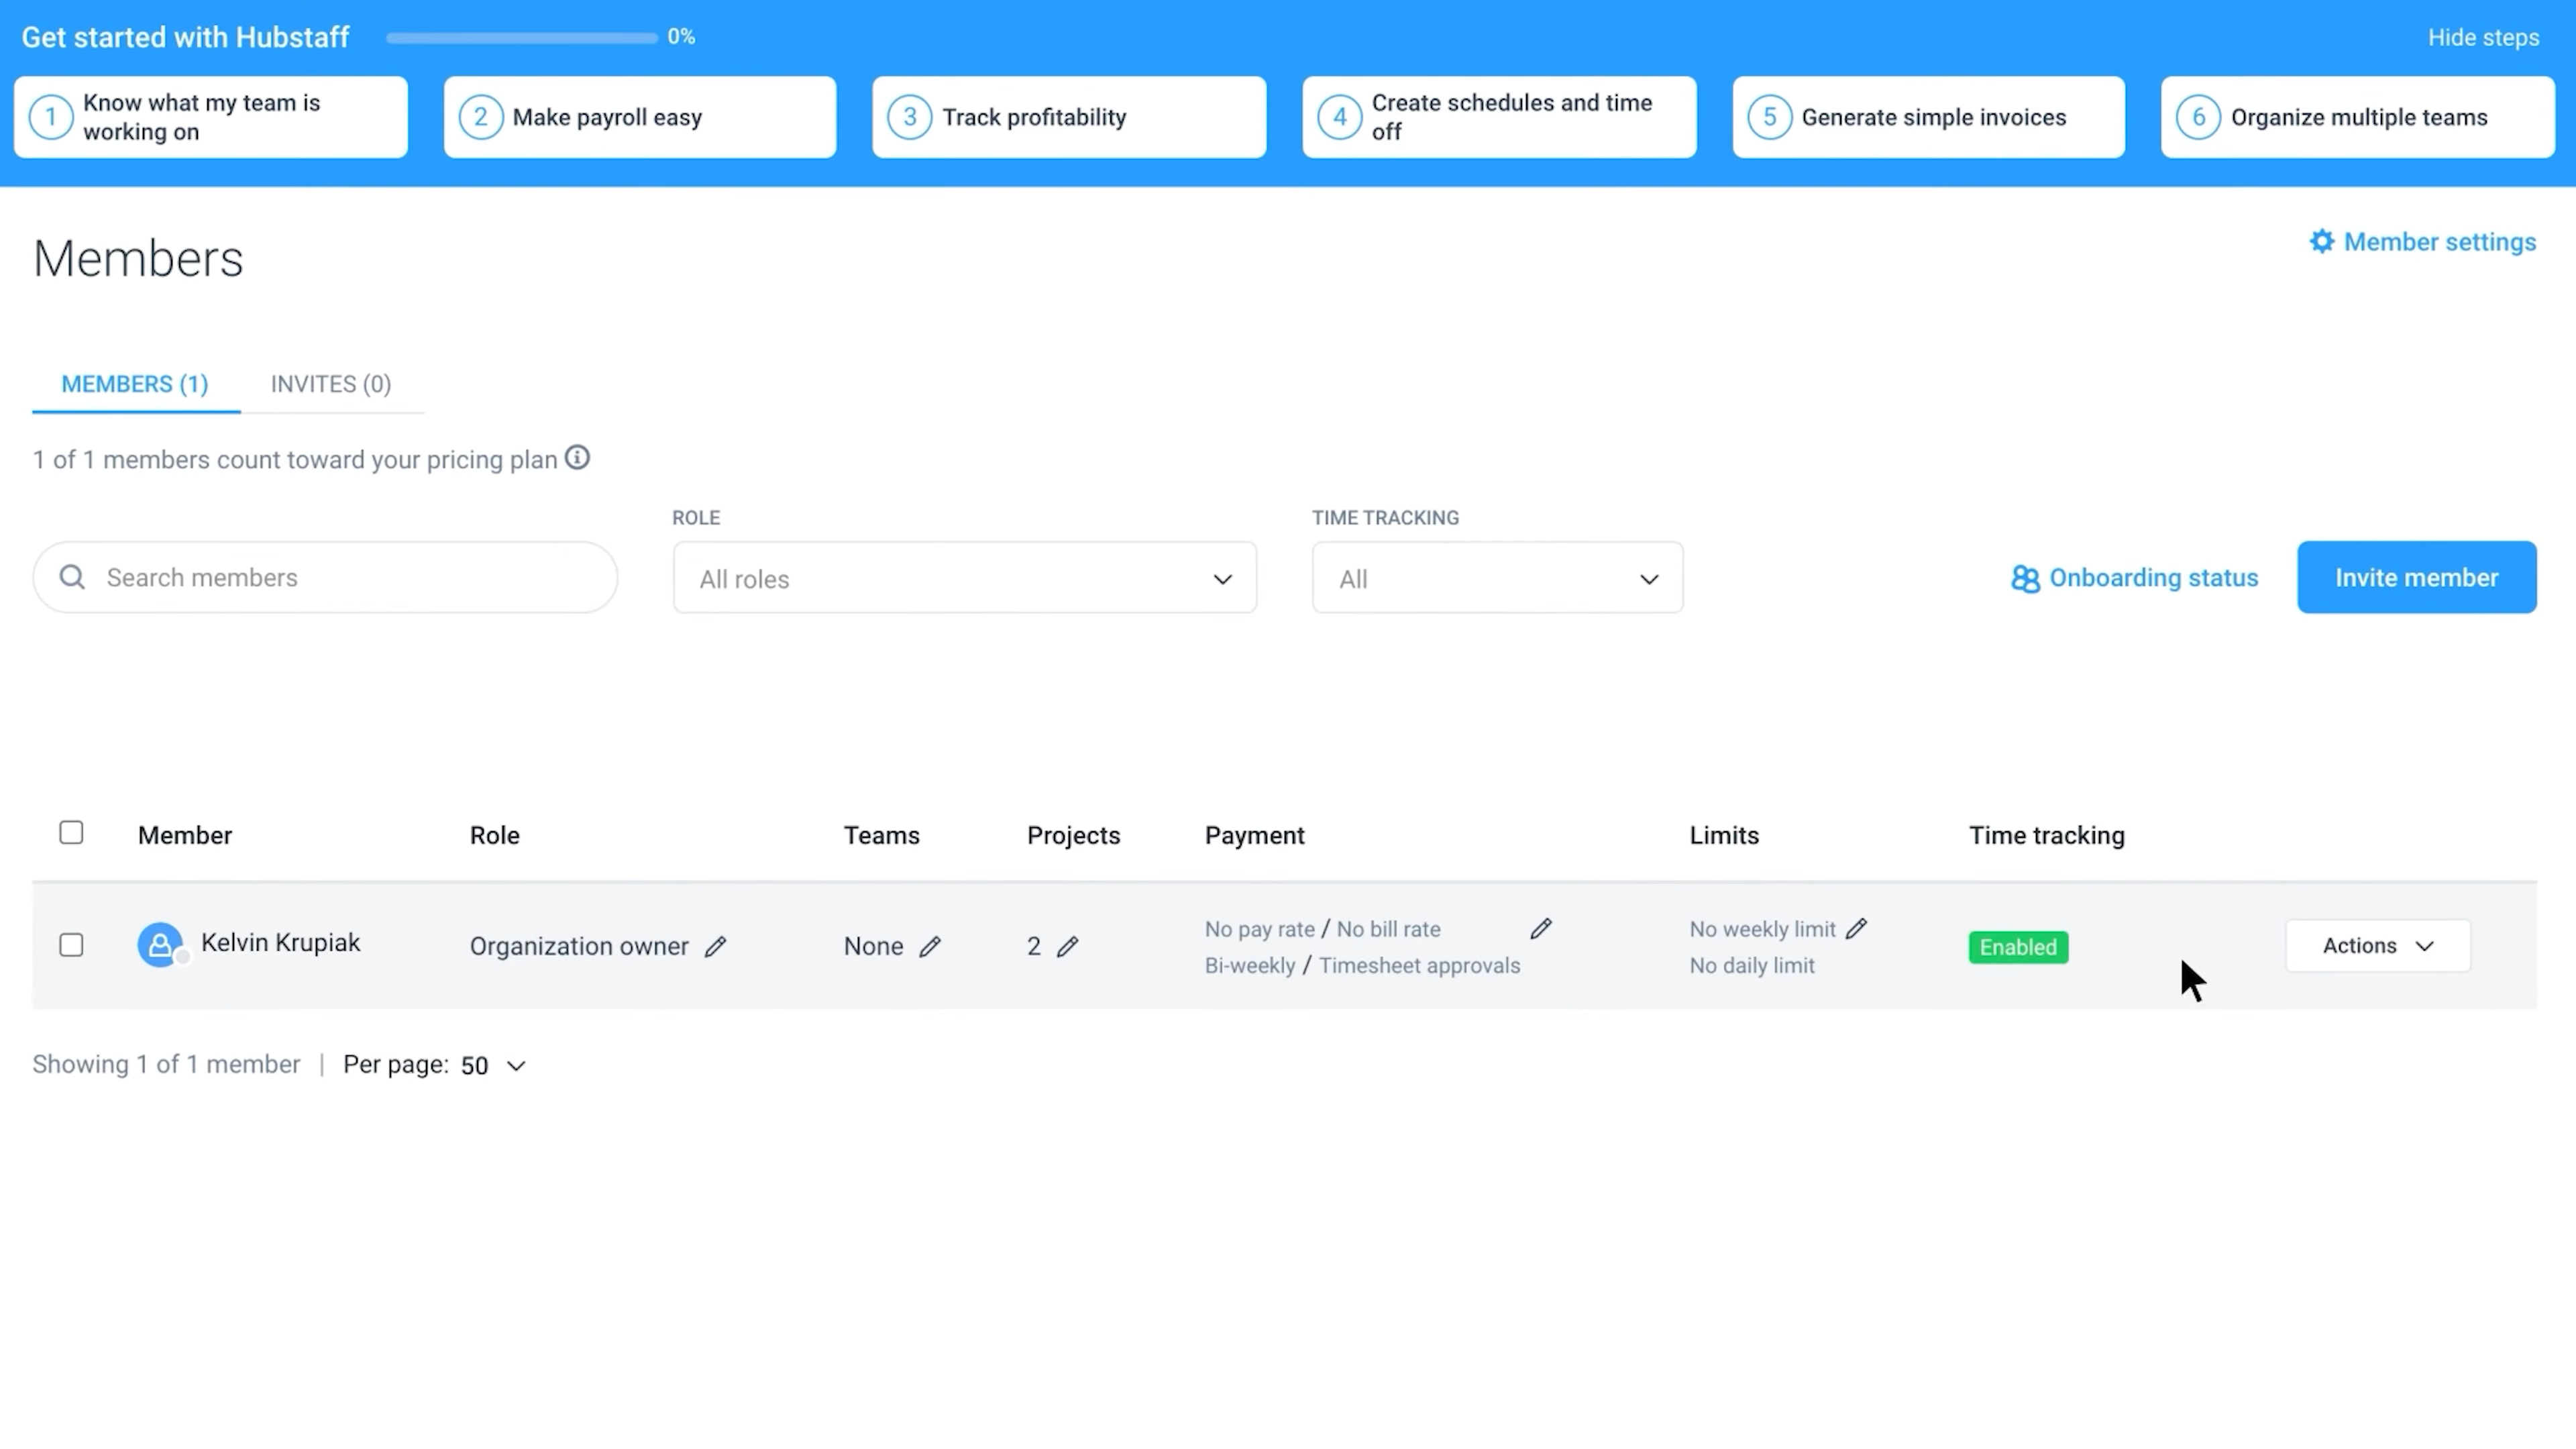 Get started with Hubstaff 0% Hide steps
1 Know what my team is
working on
2 Make payroll easy
3 Track profitability
4 Create schedules and time
off
5 Generate simple invoices
6 Organize multiple teams
Members
Member settings
MEMBERS (1) INVITES (0)
1 of 1 members count toward your pricing plan
ROLE TIME TRACKING
Search members All roles All Onboarding status Invite member
Member Role Teams Projects Payment Limits Time tracking
Kelvin Krupiak Organization owner None 2
No pay rate / No bill rate
Bi-weekly / Timesheet approvals
No weekly limit
No daily limit
Enabled Actions
Showing 1 of 1 member | Per page: 50